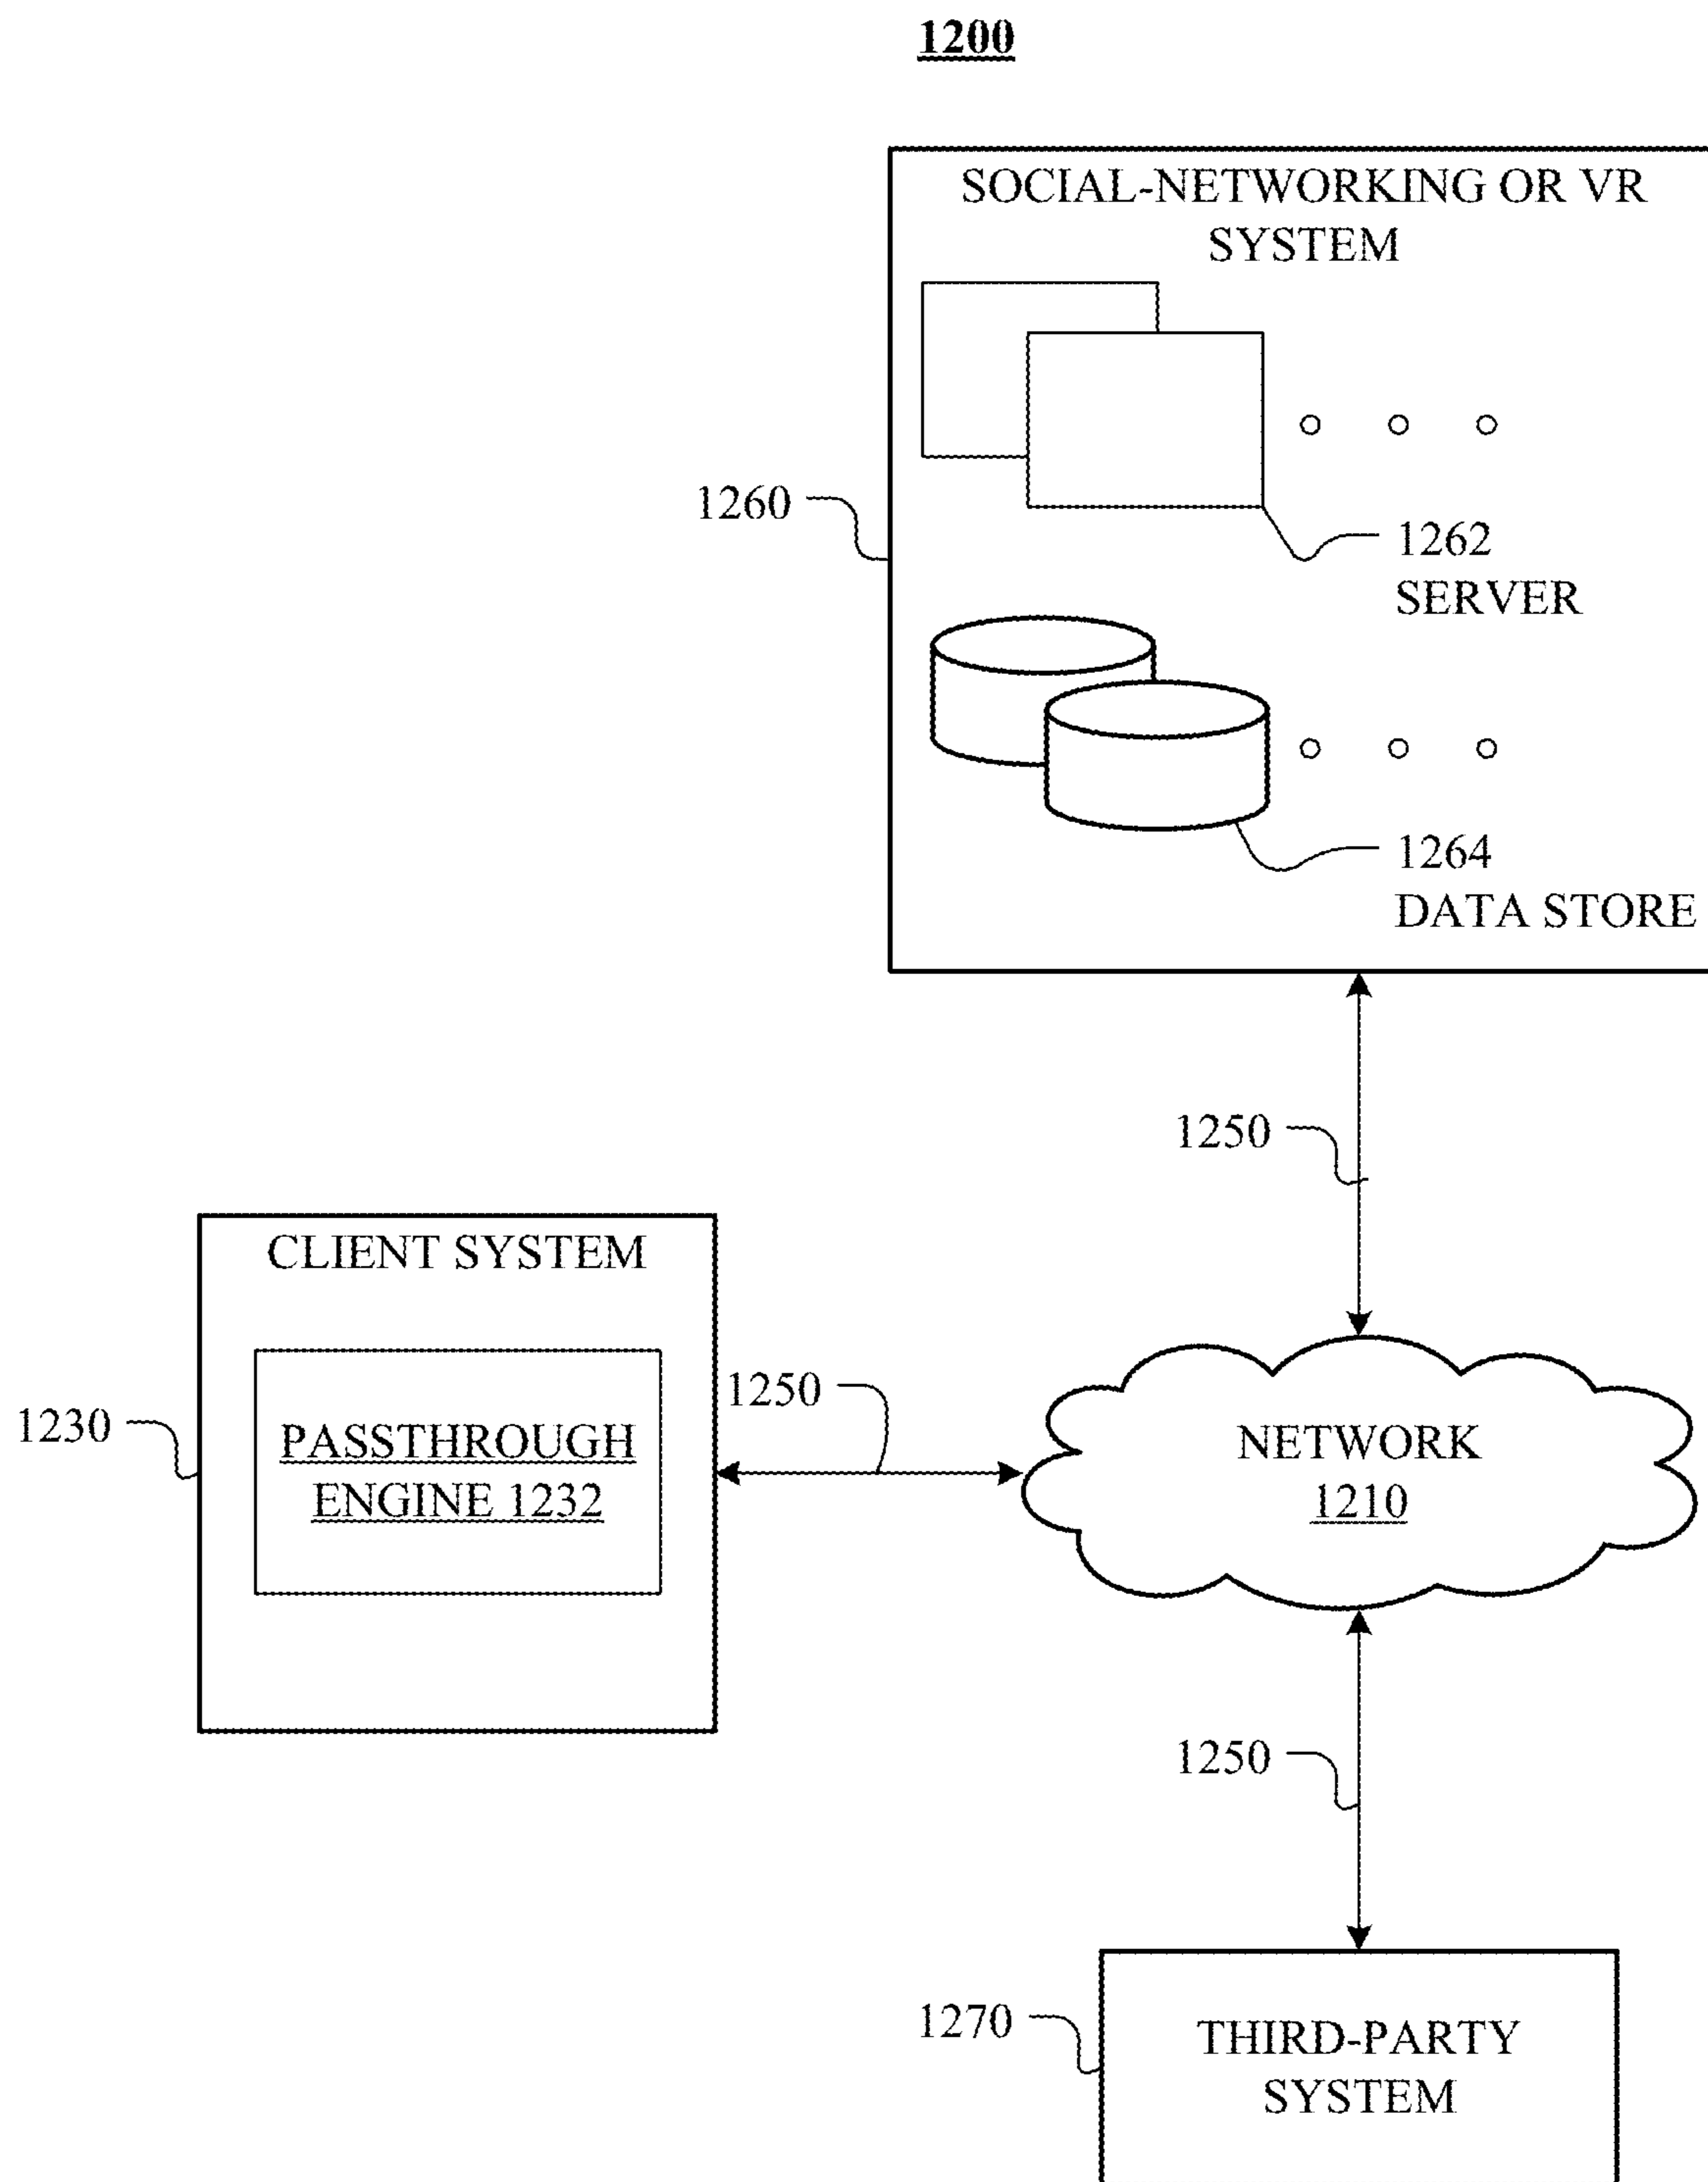 1200
SOCIAL-NETWORKING OR VR
SYSTEM
1260
1262
SERVER
1264
DATA STORE
1250
CLIENT SYSTEM
1230
PASSTHROUGH
ENGINE 1232
1250
NETWORK
1210
1250
1270
THIRD-PARTY
SYSTEM